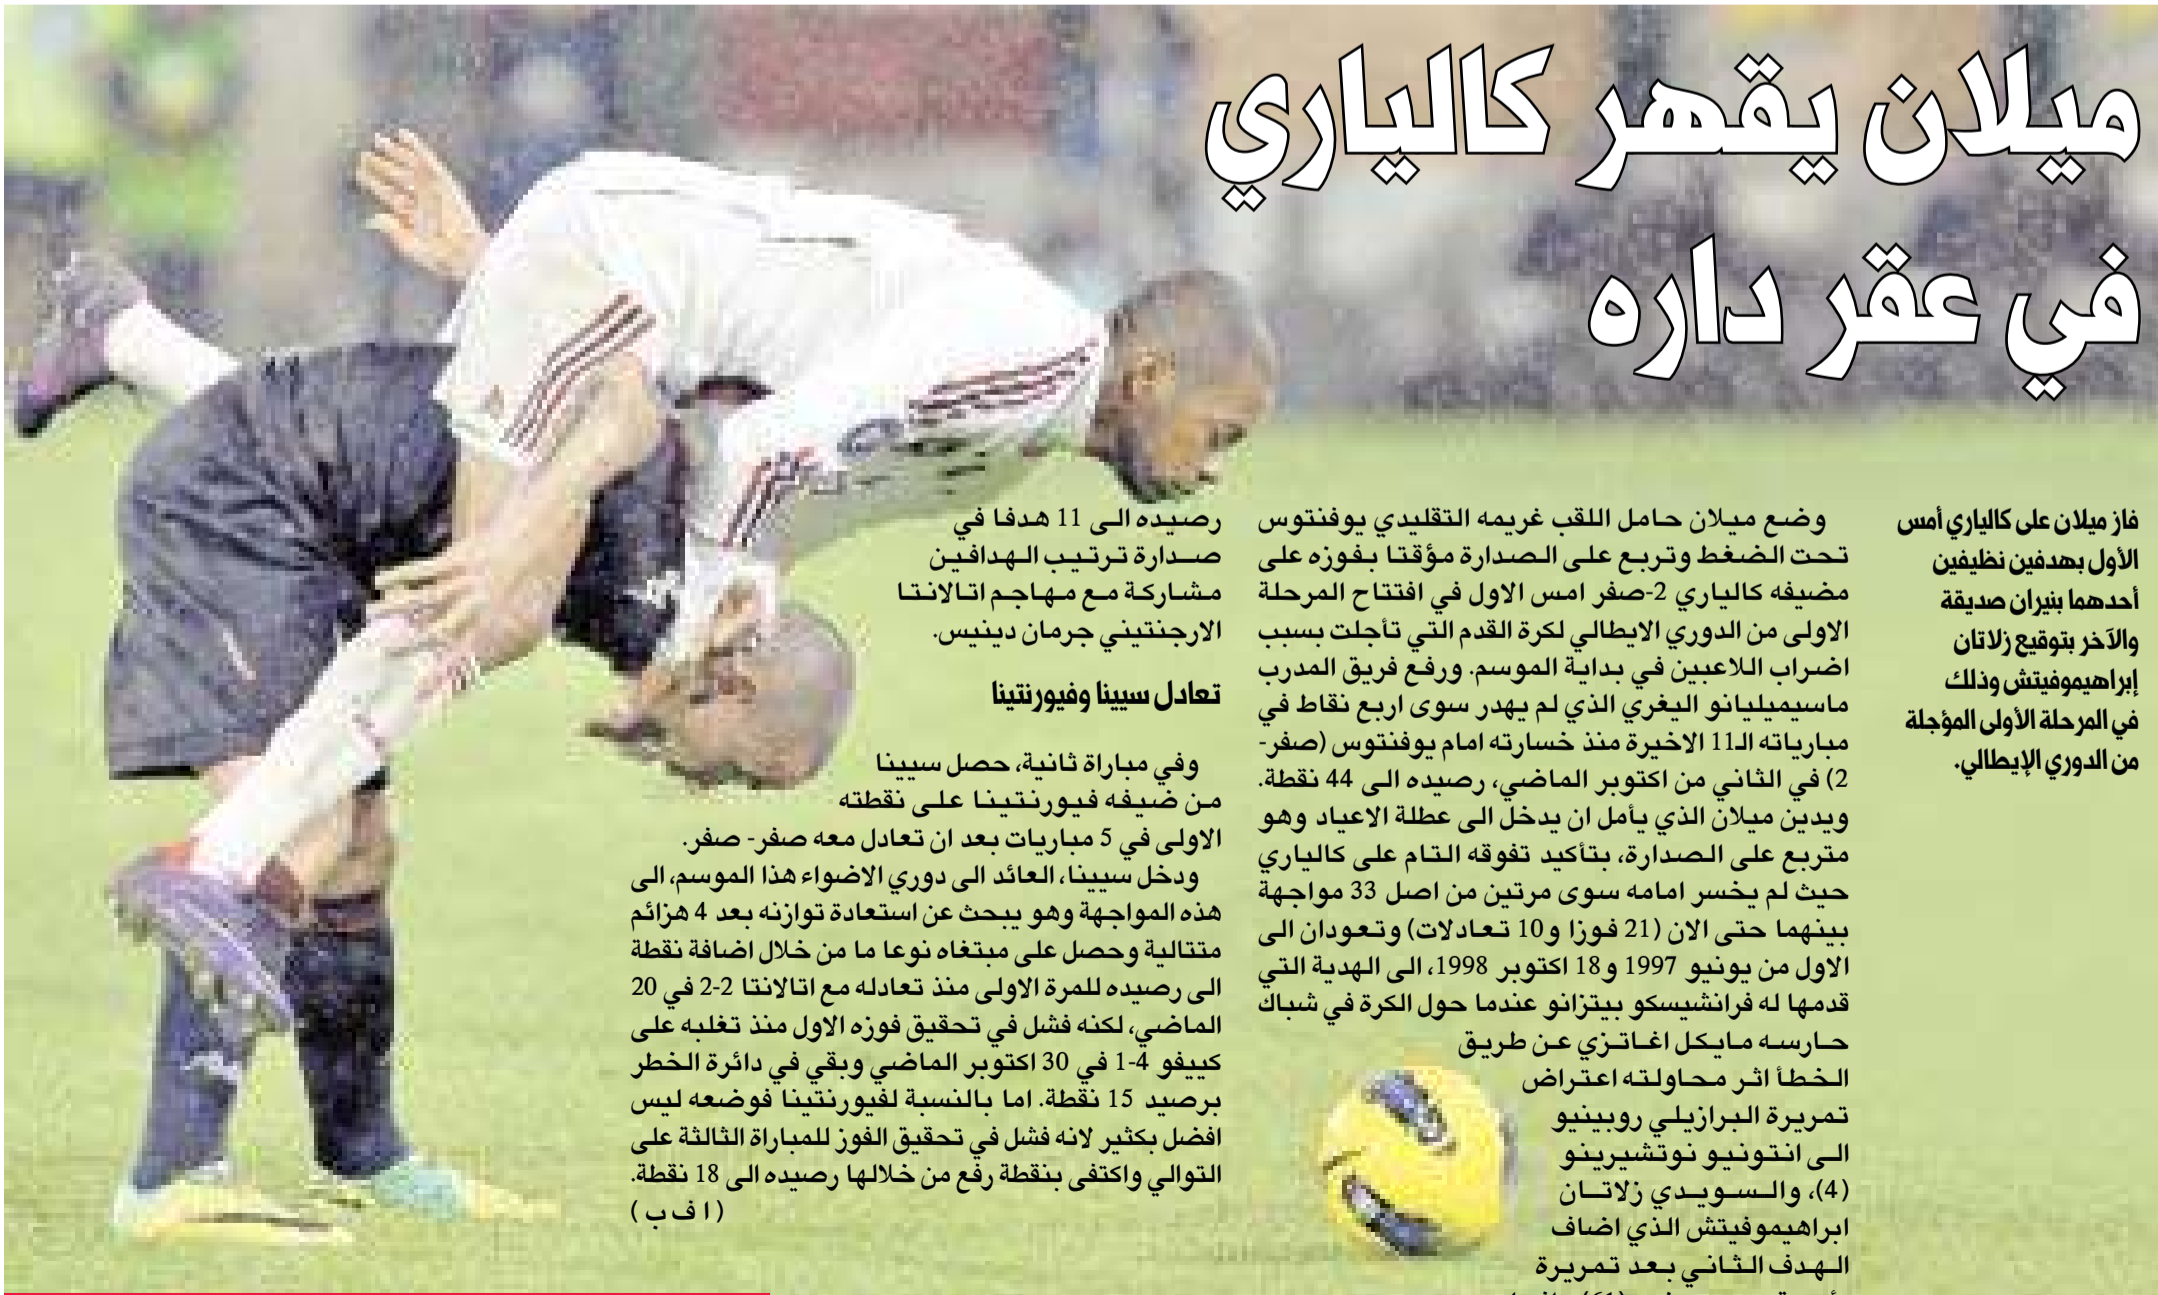 ميلان يقهر كالياري
في عقر داره
فاز ميلان على كالياري أمس
الأول بهدفين نظيفين
أحدهما بنيران صديقة
والآخر بتوقيع زلاتان
إبراهيموفيتش وذلك
في المرحلة الأولى المؤجلة
من الدوري الإيطالي.
وضع ميلان حامل اللقب غريمه التقليدي يوفنتوس
تحت الضغط وتربع على الصدارة مؤقتا بفوزه على
مضيفه كالياري 2-صفر امس الاول في افتتاح المرحلة
الاولى من الدوري الايطالي لكرة القدم التي تأجلت بسبب
اضراب اللاعبين في بداية الموسم. ورفع فريق المدرب
ماسيميليانو اليغري الذي لم يهدر سوى اربع نقاط في
مبارياته الـ11 الاخيرة منذ خسارته امام يوفنتوس (صفر-
2) في الثاني من اكتوبر الماضي، رصيده الى 44 نقطة.
ويدين ميلان الذي يأمل ان يدخل الى عطلة الاعياد وهو
متربع على الصدارة، بتأكيد تفوقه التام على كالياري
حيث لم يخسر امامه سوى مرتين من اصل 33 مواجهة
بينهما حتى الان (21 فوزا و10 تعادلات) وتعودان الى
الاول من يونيو 1997 و18 اكتوبر 1998، الى الهدية التي
قدمها له فرانشيسكو بيتزانو عندما حول الكرة في شباك
حارسه مايكل اغاتزي عن طريق
الخطأ اثر محاولته اعتراض
تمريرة البرازيلي روبينيو
الى انتونيو نوتشيرينو
(4)، والسويدي زلاتان
ابراهيموفيتش الذي اضاف
الهدف الثاني بعد تمريرة
رصيده الى 11 هدفا في
صدارة ترتيب الهدافين
مشاركة مع مهاجم اتالانتا
الارجنتيني جرمان دينيس.
تعادل سيينا وفيورنتينا
وفي مباراة ثانية، حصل سيينا
من ضيفه فيورنتينا على نقطته
الاولى في 5 مباريات بعد ان تعادل معه صفر- صفر.
ودخل سيينا، العائد الى دوري الاضواء هذا الموسم، الى
هذه المواجهة وهو يبحث عن استعادة توازنه بعد 4 هزائم
متتالية وحصل على مبتغاه نوعا ما من خلال اضافة نقطة
الى رصيده للمرة الاولى منذ تعادله مع اتالانتا 2-2 في 20
الماضي، لكنه فشل في تحقيق فوزه الاول منذ تغلبه على
كييفو 4-1 في 30 اكتوبر الماضي وبقي في دائرة الخطر
برصيد 15 نقطة. اما بالنسبة لفيورنتينا فوضعه ليس
افضل بكثير لانه فشل في تحقيق الفوز للمباراة الثالثة على
التوالي واكتفى بنقطة رفع من خلالها رصيده الى 18 نقطة.
(ا ف ب)